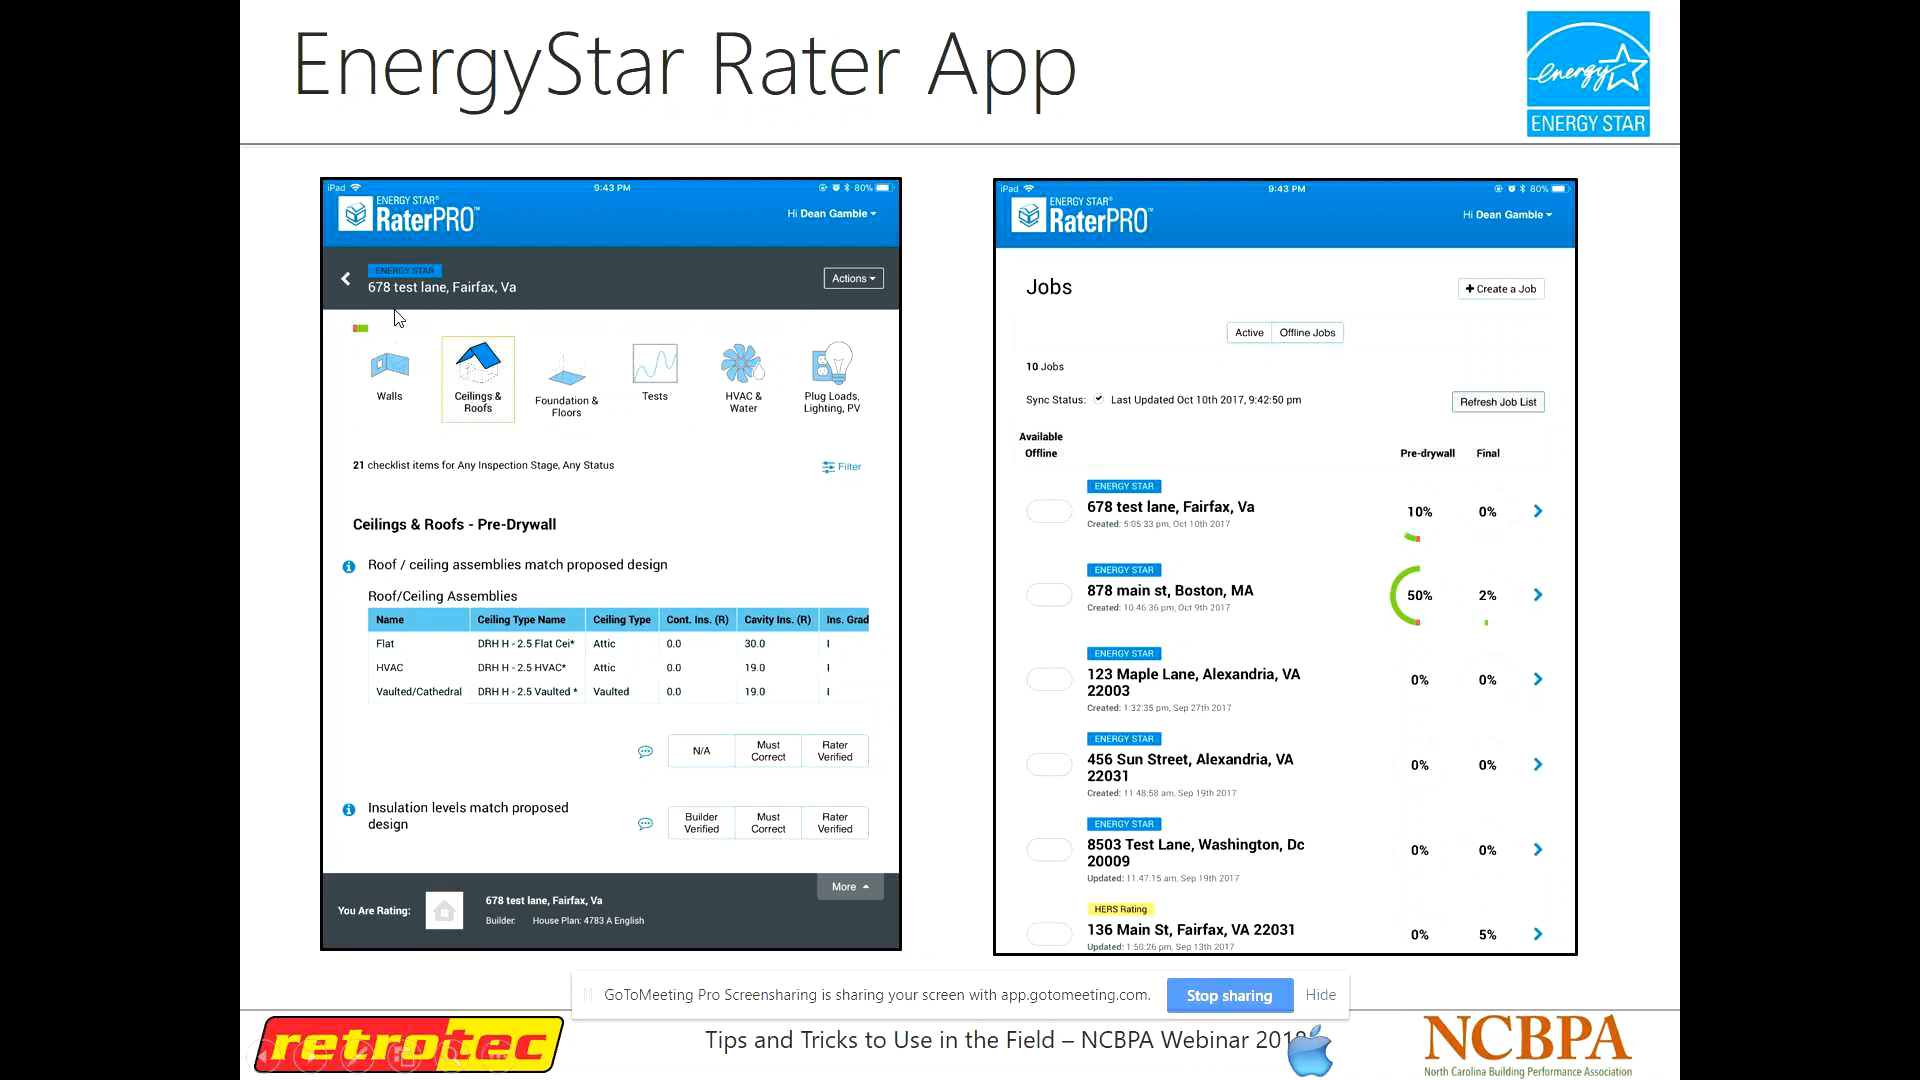 EnergyStar Rater App
energy
ENERGY STAR
iPad
9:43 PM
80%
ENERGY STAR®
RaterPRO™
Hi Dean Gamble
ENERGY STAR
678 test lane, Fairfax, Va
Actions
Walls
Ceilings &
Roofs
Foundation &
Floors
Tests
HVAC &
Water
Plug Loads,
Lighting, PV
21 checklist items for Any Inspection Stage, Any Status
Filter
Ceilings & Roofs - Pre-Drywall
Roof / ceiling assemblies match proposed design
Roof/Ceiling Assemblies
Name Ceiling Type Name Ceiling Type Cont. Ins. (R) Cavity Ins. (R) Ins. Grad
Flat DRH H - 2.5 Flat Cei* Attic 0.0 30.0 I
HVAC DRH H - 2.5 HVAC* Attic 0.0 19.0 I
Vaulted/Cathedral DRH H - 2.5 Vaulted * Vaulted 0.0 19.0 I
N/A
Must
Correct
Rater
Verified
Insulation levels match proposed
design
Builder
Verified
Must
Correct
Rater
Verified
More
You Are Rating:
678 test lane, Fairfax, Va
Builder: House Plan: 4783 A English
iPad
9:43 PM
80%
ENERGY STAR®
RaterPRO™
Hi Dean Gamble
Jobs
+ Create a Job
Active Offline Jobs
10 Jobs
Sync Status: Last Updated Oct 10th 2017, 9:42:50 pm
Refresh Job List
Available
Offline
Pre-drywall Final
ENERGY STAR
678 test lane, Fairfax, Va
Created: 5:05:33 pm, Oct 10th 2017
10% 0%
ENERGY STAR
878 main st, Boston, MA
Created: 10:46:36 pm, Oct 9th 2017
50% 2%
ENERGY STAR
123 Maple Lane, Alexandria, VA
22003
Created: 1:32:35 pm, Sep 27th 2017
0% 0%
ENERGY STAR
456 Sun Street, Alexandria, VA
22031
Created: 11:48:58 am, Sep 19th 2017
0% 0%
ENERGY STAR
8503 Test Lane, Washington, Dc
20009
Updated: 11:47:15 am, Sep 19th 2017
0% 0%
HERS Rating
136 Main St, Fairfax, VA 22031
Updated: 1:50:26 pm, Sep 13th 2017
0% 5%
GoToMeeting Pro Screensharing is sharing your screen with app.gotomeeting.com.
Stop sharing
Hide
retrotec
Tips and Tricks to Use in the Field – NCBPA Webinar 201
NCBPA
North Carolina Building Performance Association